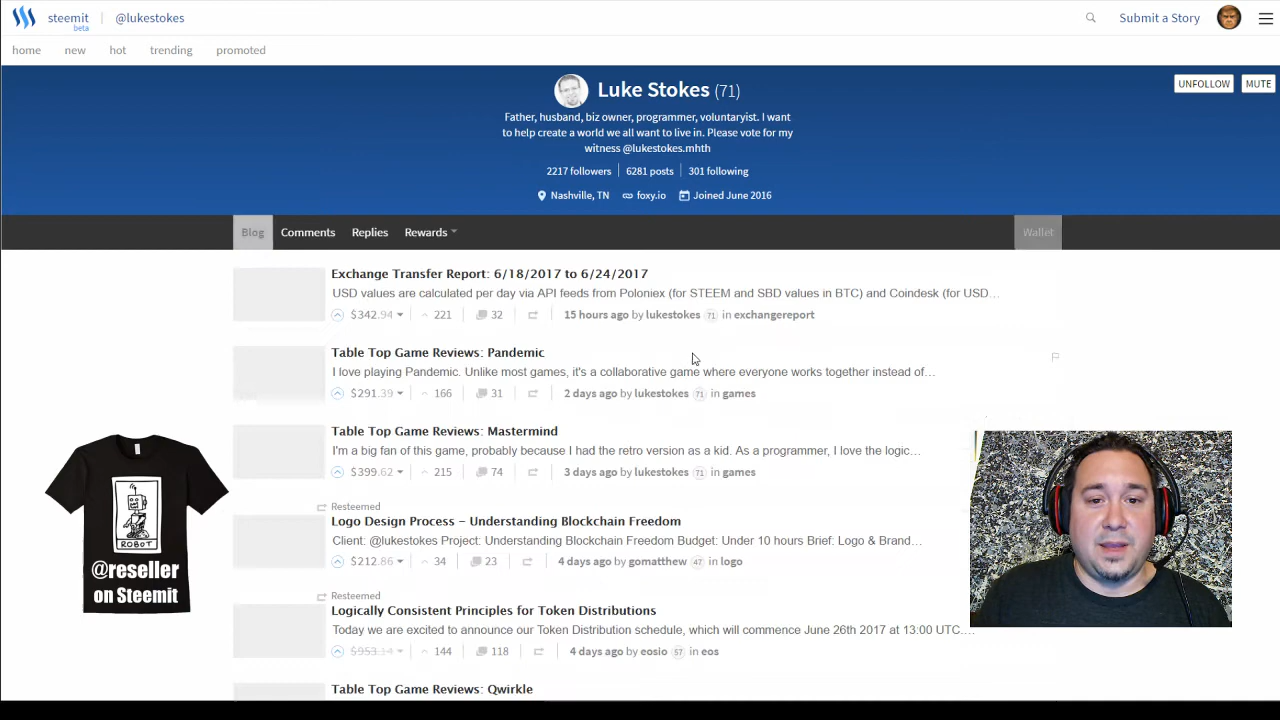 steemit
beta
@lukestokes
Submit a Story
home new hot trending promoted
Luke Stokes (71)
UNFOLLOW MUTE
Father, husband, biz owner, programmer, voluntaryist. I want
to help create a world we all want to live in. Please vote for my
witness @lukestokes.mhth
2217 followers 6281 posts 301 following
Nashville, TN foxy.io Joined June 2016
Blog Comments Replies Rewards Wallet
Exchange Transfer Report: 6/18/2017 to 6/24/2017
USD values are calculated per day via API feeds from Poloniex (for STEEM and SBD values in BTC) and Coindesk (for USD…
$342.94 221 32 15 hours ago by lukestokes 71 in exchangereport
Table Top Game Reviews: Pandemic
I love playing Pandemic. Unlike most games, it's a collaborative game where everyone works together instead of…
$291.39 166 31 2 days ago by lukestokes 71 in games
Table Top Game Reviews: Mastermind
I'm a big fan of this game, probably because I had the retro version as a kid. As a programmer, I love the logic…
$399.62 215 74 3 days ago by lukestokes 71 in games
Resteemed
Logo Design Process – Understanding Blockchain Freedom
Client: @lukestokes Project: Understanding Blockchain Freedom Budget: Under 10 hours Brief: Logo & Brand…
$212.86 34 23 4 days ago by gomatthew 47 in logo
Resteemed
Logically Consistent Principles for Token Distributions
Today we are excited to announce our Token Distribution schedule, which will commence June 26th 2017 at 13:00 UTC.…
$953.14 144 118 4 days ago by eosio 57 in eos
Table Top Game Reviews: Qwirkle
ROBOT
@reseller
on Steemit